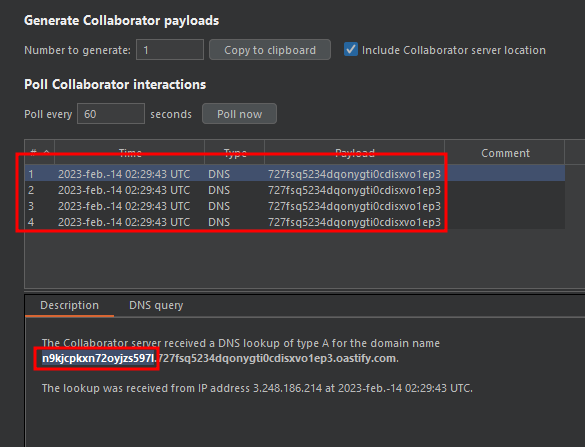 Generate Collaborator payloads
Number to generate: 1 Copy to clipboard Include Collaborator server location
Poll Collaborator interactions
Poll every 60 seconds Poll now
# Time Type Payload Comment
1 2023-feb.-14 02:29:43 UTC DNS 727fsq5234dqonygti0cdisxvo1ep3
2 2023-feb.-14 02:29:43 UTC DNS 727fsq5234dqonygti0cdisxvo1ep3
3 2023-feb.-14 02:29:43 UTC DNS 727fsq5234dqonygti0cdisxvo1ep3
4 2023-feb.-14 02:29:43 UTC DNS 727fsq5234dqonygti0cdisxvo1ep3
Description DNS query
The Collaborator server received a DNS lookup of type A for the domain name
n9kjcpkxn72oyjzs597l.727fsq5234dqonygti0cdisxvo1ep3.oastify.com.
The lookup was received from IP address 3.248.186.214 at 2023-feb.-14 02:29:43 UTC.